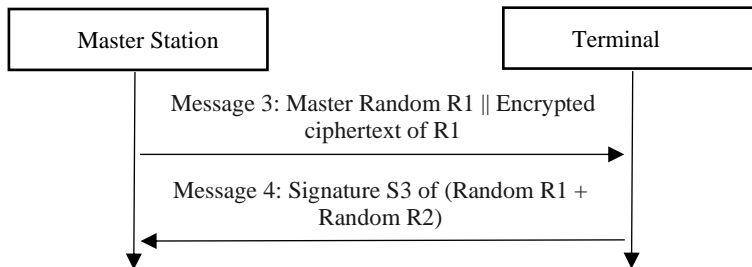 Master Station
Terminal
Message 3: Master Random R1 || Encrypted
ciphertext of R1
Message 4: Signature S3 of (Random R1 +
Random R2)